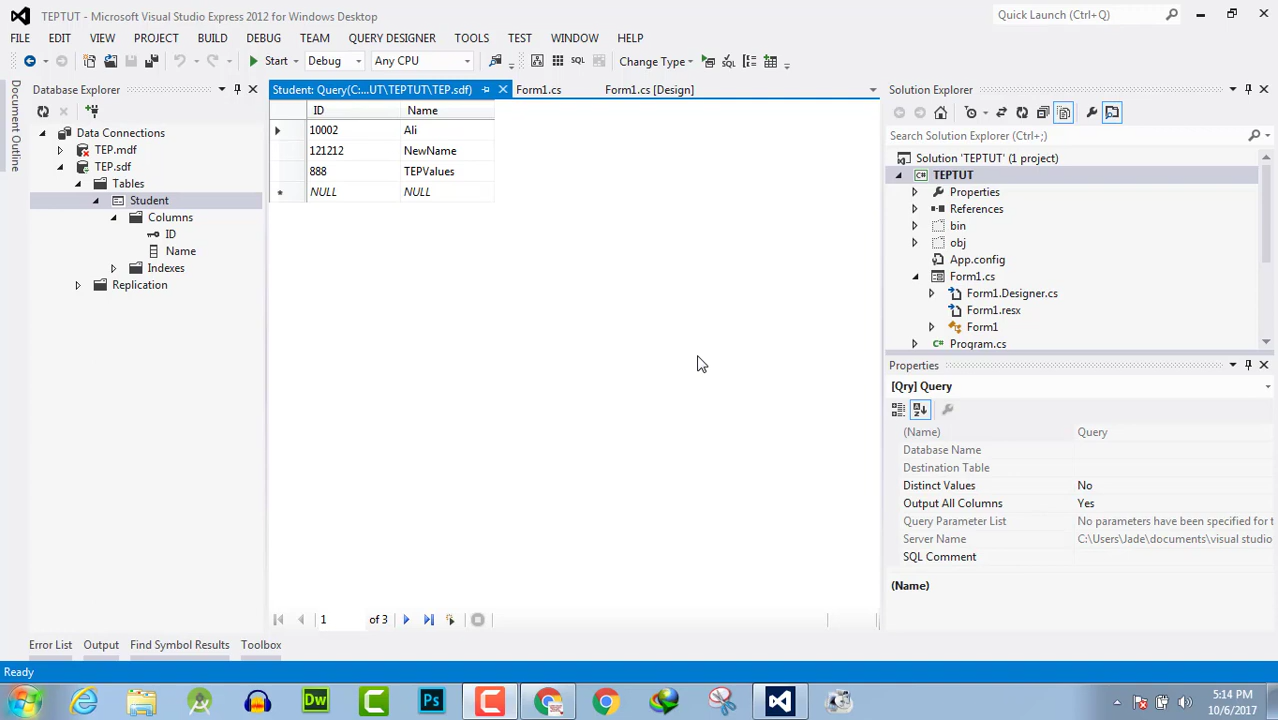 TEPTUT - Microsoft Visual Studio Express 2012 for Windows Desktop
Quick Launch (Ctrl+Q)
FILE EDIT VIEW PROJECT BUILD DEBUG TEAM QUERY DESIGNER TOOLS TEST WINDOW HELP
Start Debug Any CPU SQL Change Type SQL
Document Outline
Database Explorer
Data Connections
TEP.mdf
TEP.sdf
Tables
Student
Columns
ID
Name
Indexes
Replication
Student: Query(C:...UT\TEPTUT\TEP.sdf) Form1.cs Form1.cs [Design]
ID Name
10002 Ali
121212 NewName
888 TEPValues
NULL NULL
1 of 3
Solution Explorer
Search Solution Explorer (Ctrl+;)
Solution 'TEPTUT' (1 project)
C# TEPTUT
Properties
References
bin
obj
App.config
Form1.cs
Form1.Designer.cs
Form1.resx
Form1
C# Program.cs
Properties
[Qry] Query
(Name) Query
Database Name
Destination Table
Distinct Values No
Output All Columns Yes
Query Parameter List No parameters have been specified for t
Server Name C:\Users\Jade\documents\visual studio
SQL Comment
(Name)
Error List Output Find Symbol Results Toolbox
Ready
Dw Ps
5:14 PM
10/6/2017